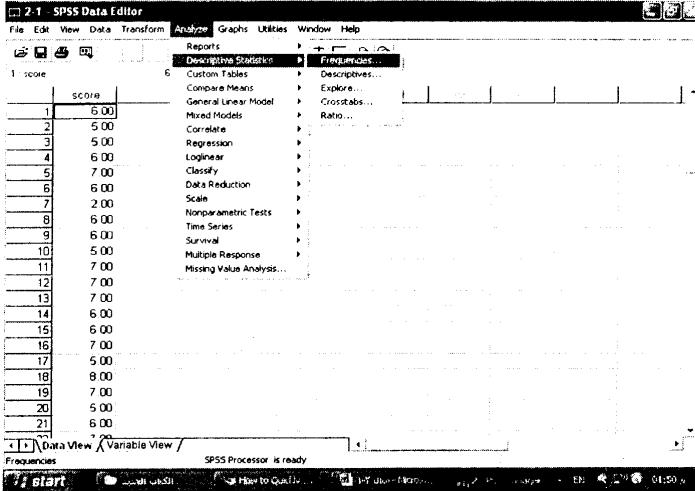 2-1 - SPSS Data Editor
File Edit View Data Transform Analyze Graphs Utilities Window Help
1 : score 6
score
1 6.00
2 5.00
3 5.00
4 6.00
5 7.00
6 6.00
7 2.00
8 6.00
9 6.00
10 5.00
11 7.00
12 7.00
13 7.00
14 6.00
15 6.00
16 7.00
17 5.00
18 8.00
19 7.00
20 5.00
21 6.00
Reports
Descriptive Statistics
Custom Tables
Compare Means
General Linear Model
Mixed Models
Correlate
Regression
Loglinear
Classify
Data Reduction
Scale
Nonparametric Tests
Time Series
Survival
Multiple Response
Missing Value Analysis...
Frequencies...
Descriptives...
Explore...
Crosstabs...
Ratio...
Data View Variable View
Frequencies SPSS Processor is ready
start How to EN 01:50